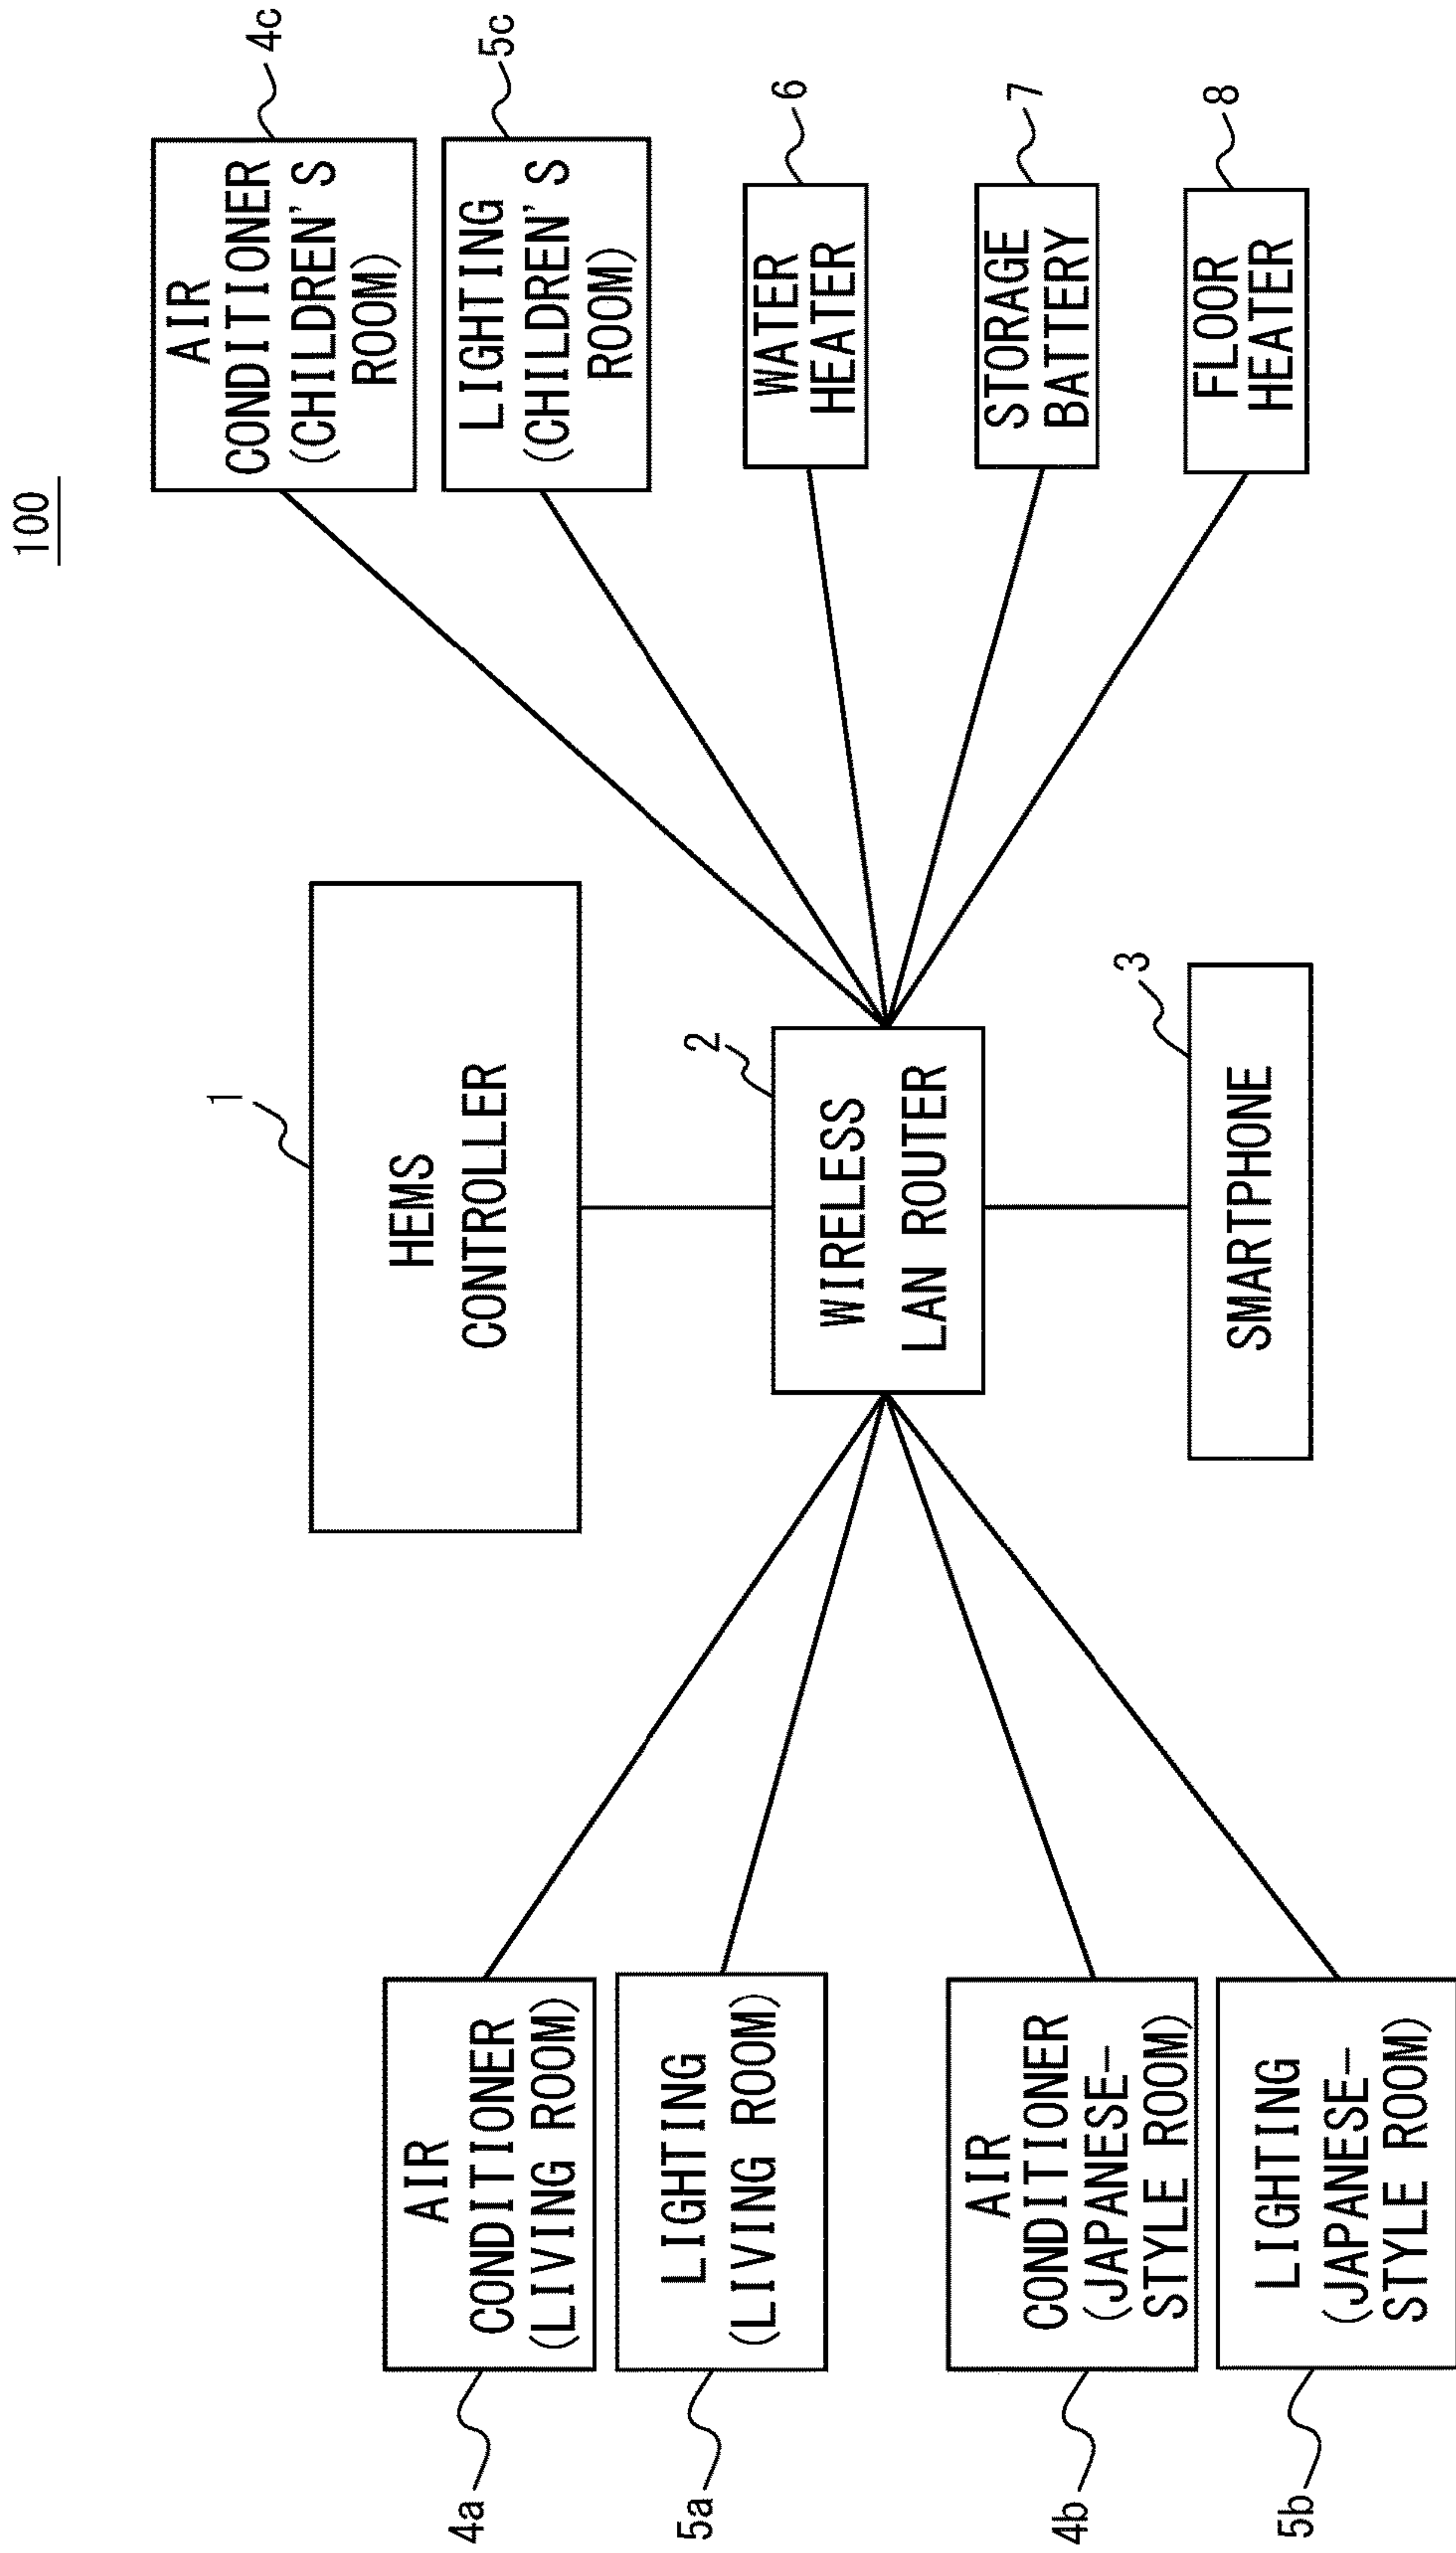 100
1
HEMS
CONTROLLER
4a
AIR
CONDITIONER
(LIVING ROOM)
5a
LIGHTING
(LIVING ROOM)
4b
AIR
CONDITIONER
(JAPANESE-
STYLE ROOM)
5b
LIGHTING
(JAPANESE-
STYLE ROOM)
2
WIRELESS
LAN ROUTER
3
SMARTPHONE
AIR
CONDITIONER
(CHILDREN'S
ROOM)
4c
LIGHTING
(CHILDREN'S
ROOM)
5c
WATER
HEATER
6
STORAGE
BATTERY
7
FLOOR
HEATER
8